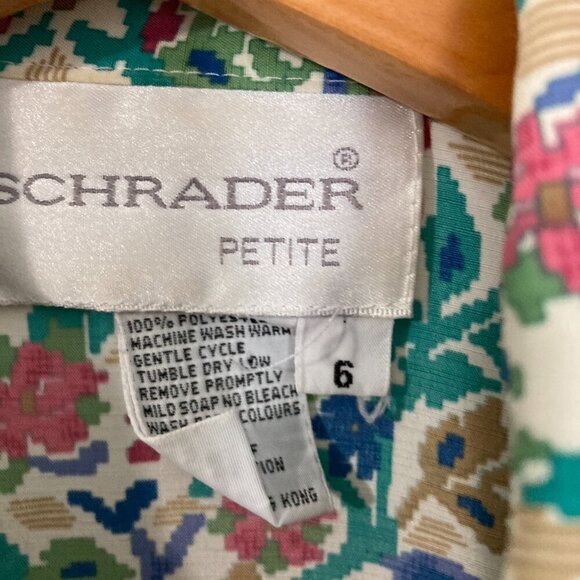 SCHRADER ®
PETITE
100% POLYESTER
MACHINE WASH WARM
GENTLE CYCLE
TUMBLE DRY LOW
REMOVE PROMPTLY
MILD SOAP NO BLEACH
WASH COLOURS
6
KONG